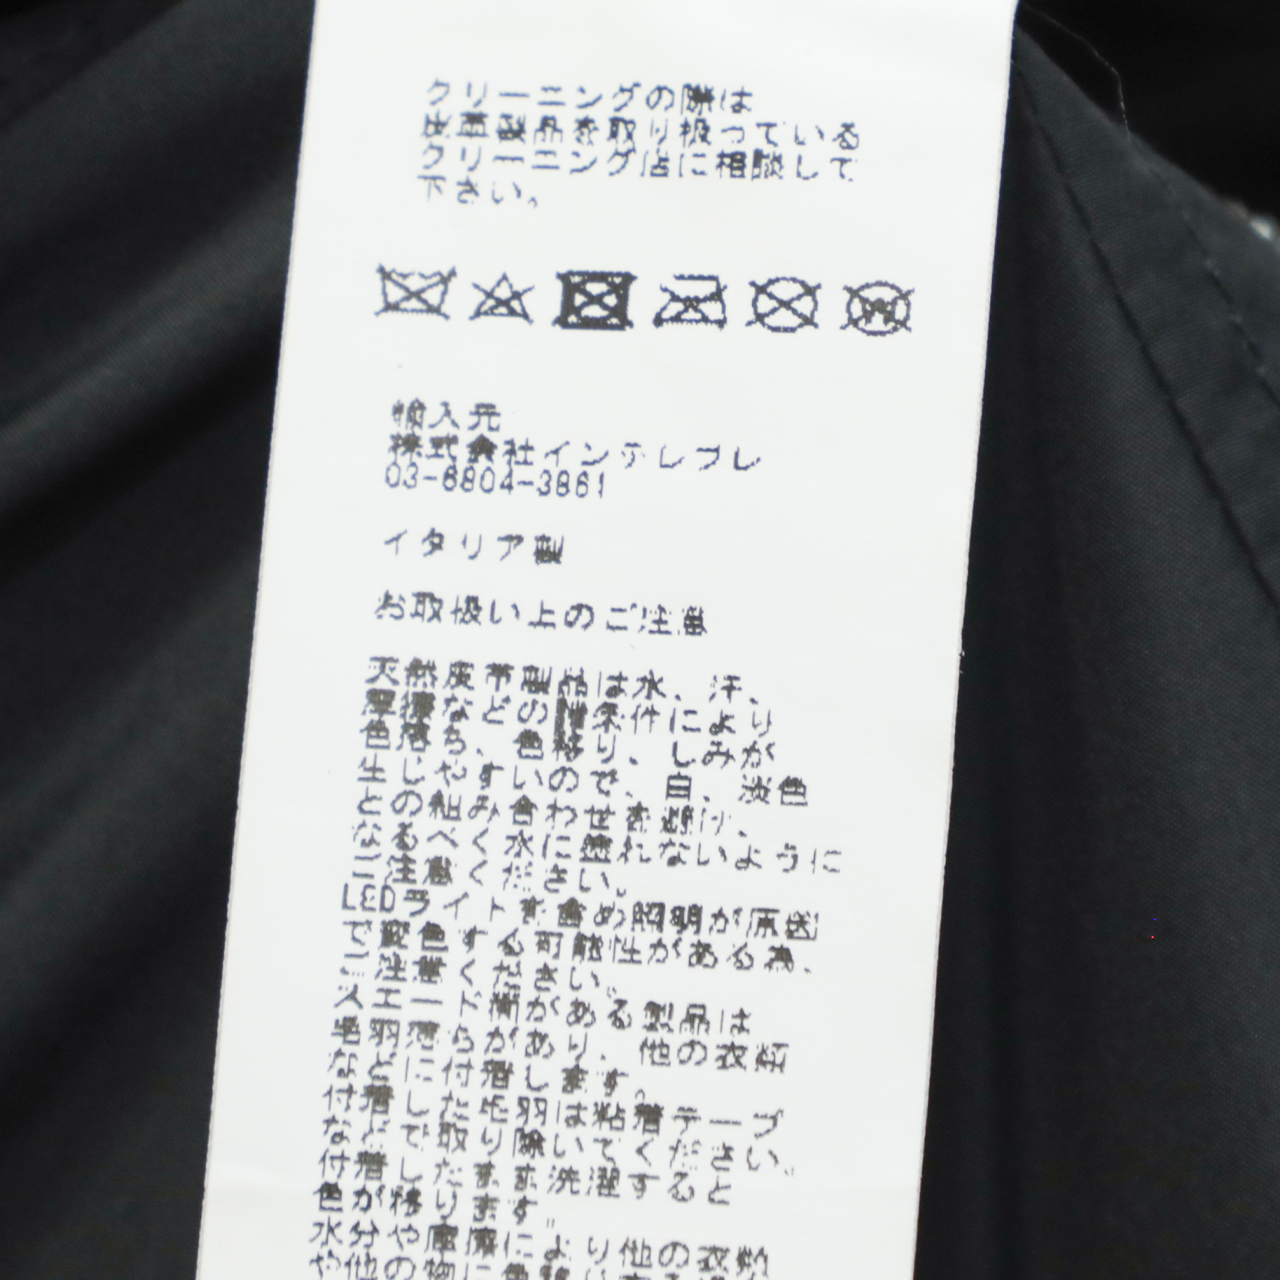 クリーニングの際は
皮革製品を取り扱っている
クリーニング店に相談して
下さい。
輸入元
株式会社インテレプレ
03-6804-3861
イタリア製
お取扱い上のご注意
天然皮革製品は水、汗、
摩擦などの諸条件により
色落ち、色移り、しみが
生じやすいので、白、淡色
との組み合わせを避け、
なるべく水に濡れないように
ご注意ください。
LEDライトを含め照明が原因
で変色する可能性がある為、
ご注意ください。
スエード部がある製品は
毛羽落ちがあり、他の衣類
などに付着します。
付着した毛羽は粘着テープ
などで取り除いてください。
付着したまま洗濯すると
色が移ります。
水分や摩擦により他の衣類
や他の物に色移り